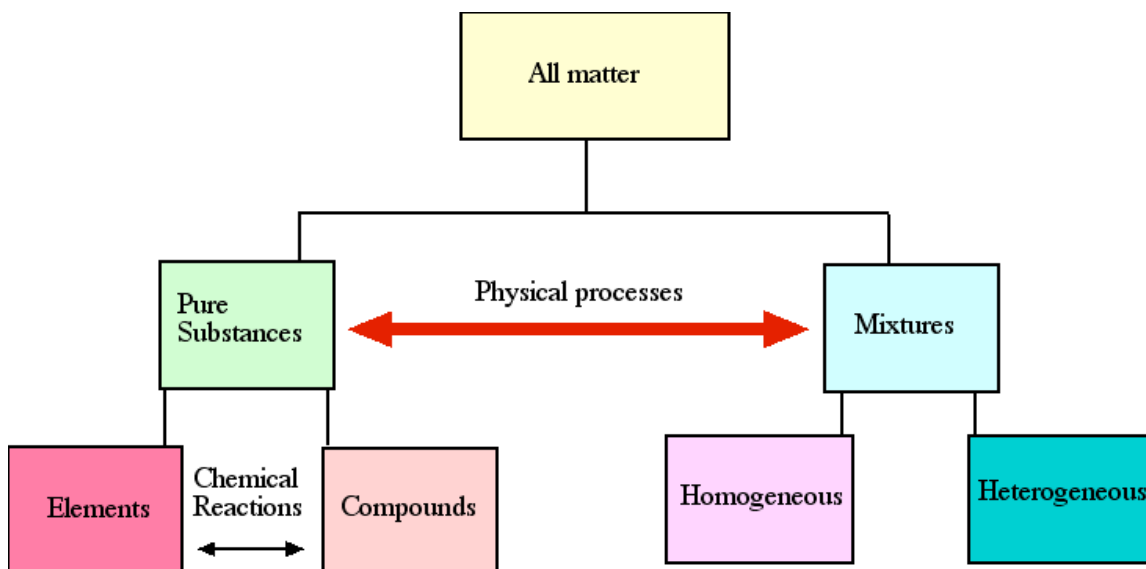 All matter
Physical processes
Pure
Substances
Mixtures
Chemical
Reactions
Elements
Compounds
Homogeneous
Heterogeneous